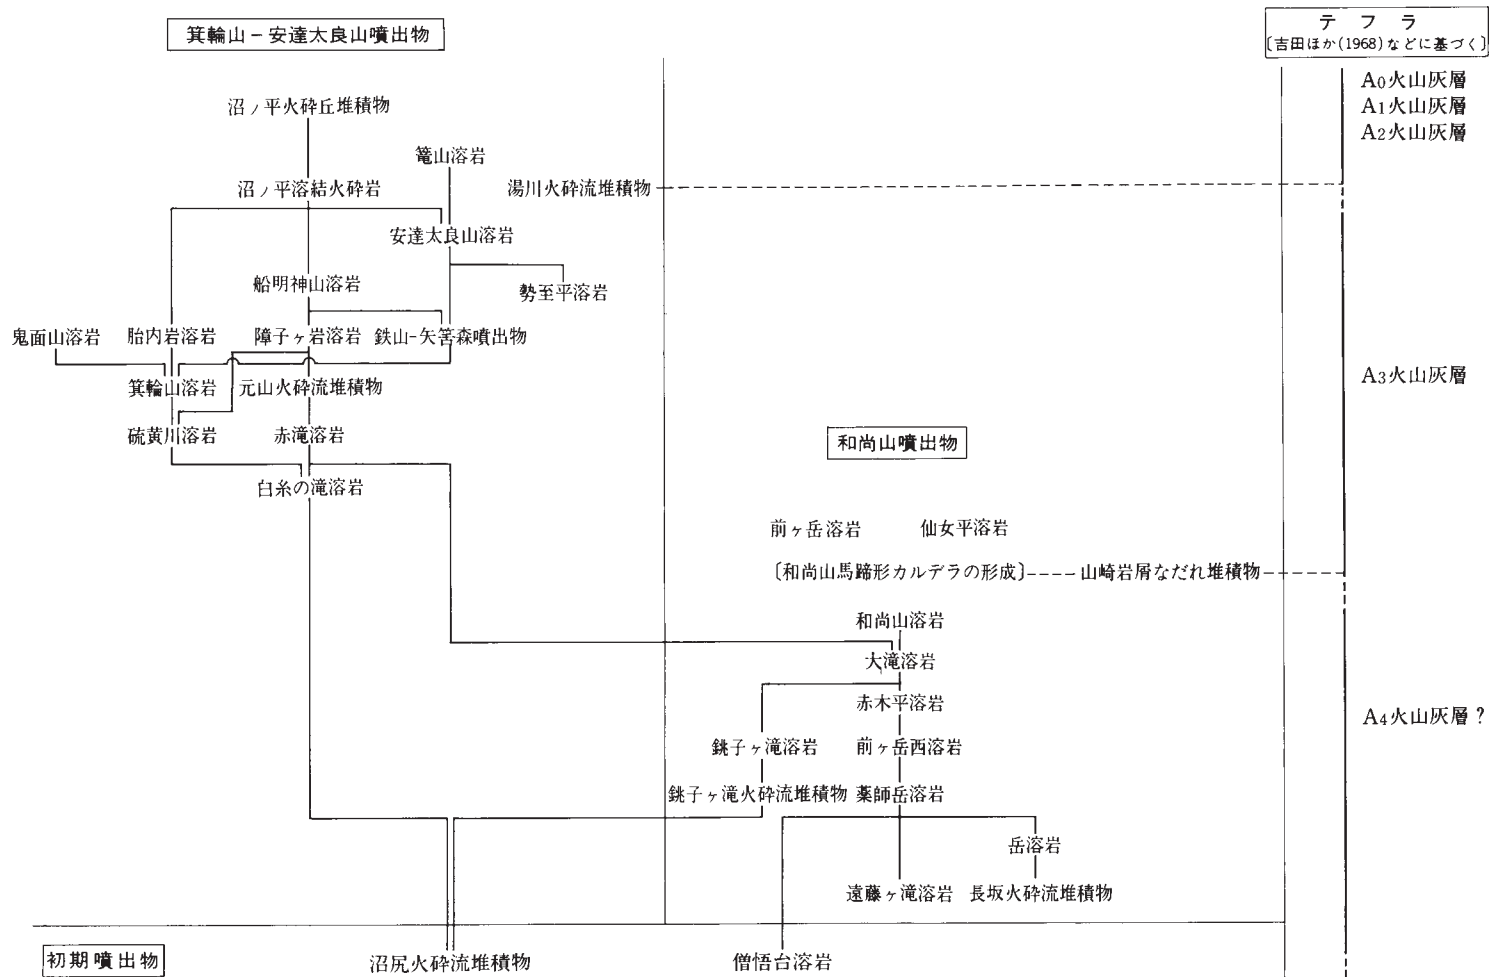 箕輪山－安達太良山噴出物
テフラ
〔吉田ほか(1968)などに基づく〕
A0火山灰層
A1火山灰層
A2火山灰層
沼ノ平火砕丘堆積物
篭山溶岩
沼ノ平溶結火砕岩
湯川火砕流堆積物
安達太良山溶岩
船明神山溶岩
勢至平溶岩
鬼面山溶岩
胎内岩溶岩
障子ヶ岩溶岩
鉄山-矢筈森噴出物
A3火山灰層
箕輪山溶岩
元山火砕流堆積物
硫黄川溶岩
赤滝溶岩
和尚山噴出物
白糸の滝溶岩
前ヶ岳溶岩
仙女平溶岩
〔和尚山馬蹄形カルデラの形成〕
山崎岩屑なだれ堆積物
和尚山溶岩
大滝溶岩
赤木平溶岩
A4火山灰層？
銚子ヶ滝溶岩
前ヶ岳西溶岩
銚子ヶ滝火砕流堆積物
薬師岳溶岩
岳溶岩
遠藤ヶ滝溶岩
長坂火砕流堆積物
初期噴出物
沼尻火砕流堆積物
僧悟台溶岩